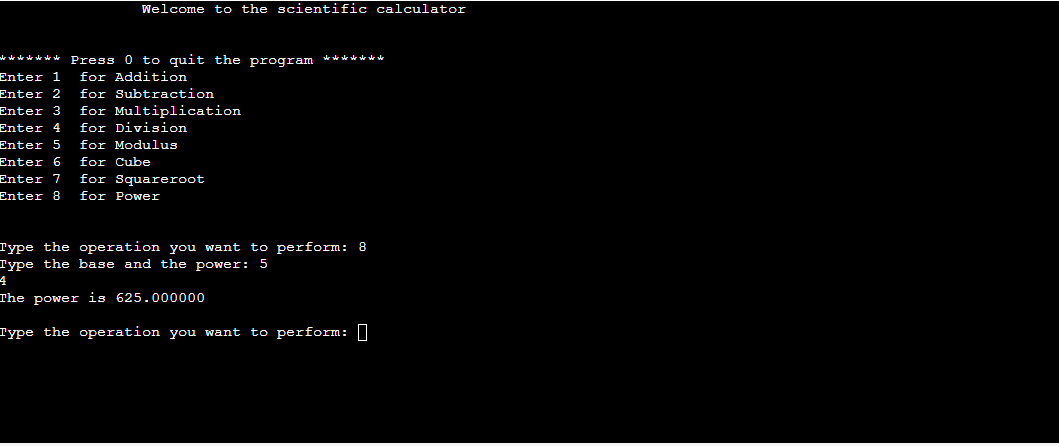 Welcome to the scientific calculator
******* Press 0 to quit the program *******
Enter 1  for Addition
Enter 2  for Subtraction
Enter 3  for Multiplication
Enter 4  for Division
Enter 5  for Modulus
Enter 6  for Cube
Enter 7  for Squareroot
Enter 8  for Power
Type the operation you want to perform: 8
Type the base and the power: 5
4
The power is 625.000000
Type the operation you want to perform: